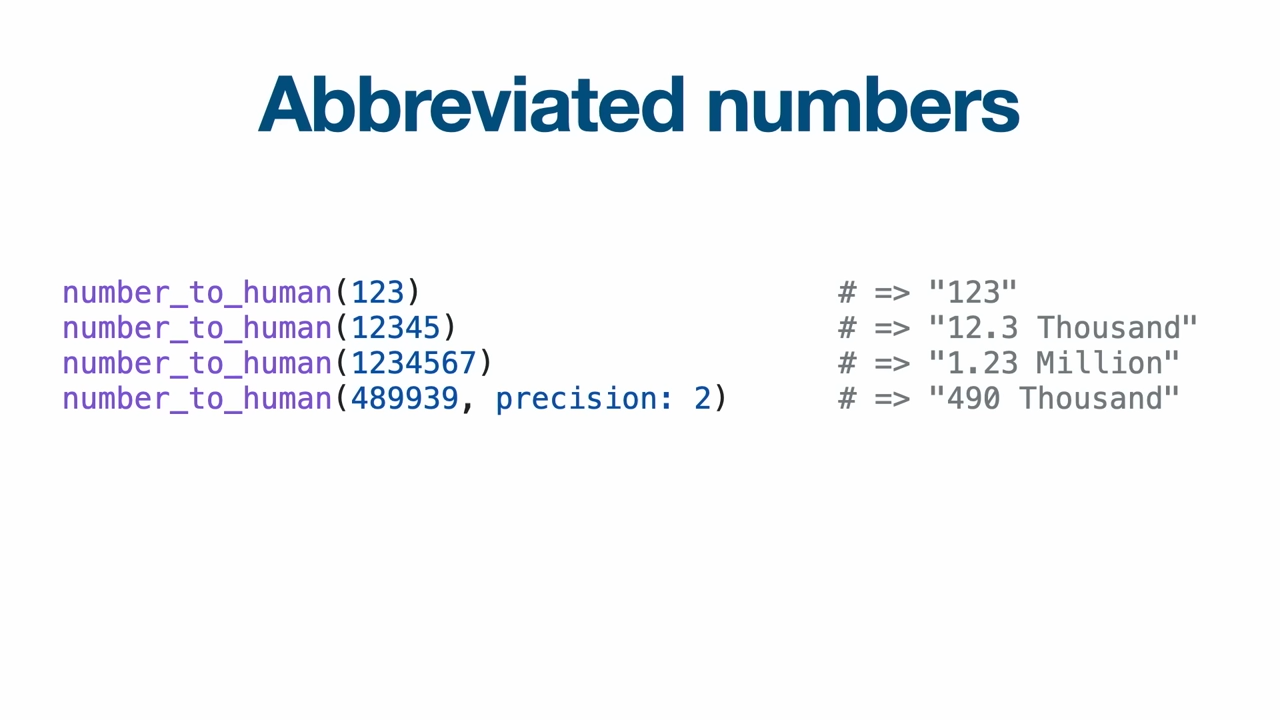 Abbreviated numbers
number_to_human(123) # => "123"
number_to_human(12345) # => "12.3 Thousand"
number_to_human(1234567) # => "1.23 Million"
number_to_human(489939, precision: 2) # => "490 Thousand"